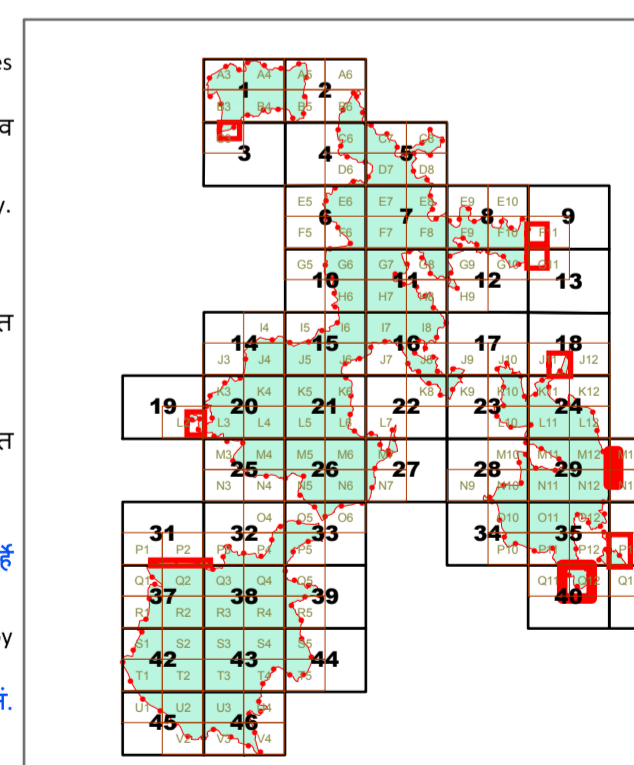 es
A3 A4 A5 A6
1 2
व
B3 B4 B5 B6
3 4 5
C6 C7 C8
D6 D7 D8
y.
E5 E6 E7 E8 E9 E10
6 7 8 9
F5 F6 F7 F8 F9 F10 F11
G5 G6 G7 G8 G9 G10 G11
10 11 12 13
H6 H7 H8 H9
त
I4 I5 I6 I7 I8
14 15 16 17 18
J3 J4 J5 J6 J7 J8 J9 J10 J11 J12
K3 K4 K5 K6 K8 K10 K11 K12
19 20 21 22 23 24
L3 L4 L5 L6 L7 L10 L11 L12
त
M3 M4 M5 M6 M10 M11 M12
25 26 27 28 29
N3 N4 N5 N6 N7 N9 N11 N12
O4 O5 O6 O10 O11 O12
31 32 33 34 35
र्हे
P1 P2 P4 P5 P10 P12
Q1 Q2 Q3 Q4 Q5 Q11 Q12
37 38 39 40
R1 R2 R3 R4 R5
by
S1 S2 S3 S4 S5
42 43 44
T1 T2 T3 T4 T5
सं.
U1 U2 U3 U4
45 46
V2 V3 V4